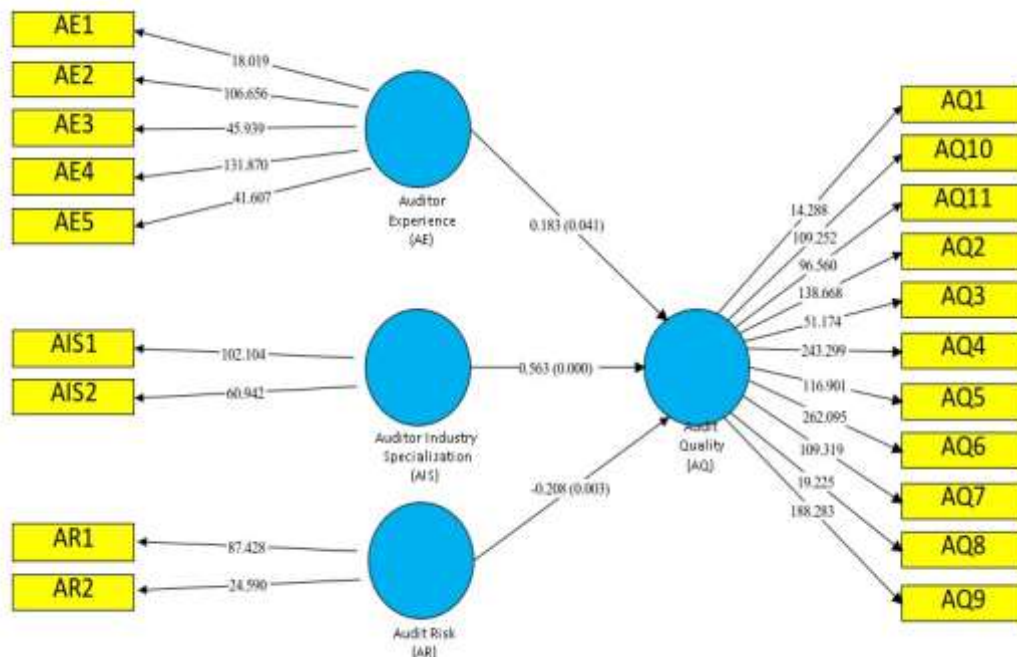 AE1
AE2
AE3
AE4
AE5
18.019
106.656
45.939
131.870
41.607
Auditor
Experience
(AE)
0.183 (0.041)
AIS1
AIS2
102.104
60.942
Auditor Industry
Specialization
(AIS)
0.563 (0.000)
AR1
AR2
87.428
24.590
Audit Risk
(AR)
-0.208 (0.003)
Audit
Quality
(AQ)
14.288
109.252
96.560
138.668
51.174
243.299
116.901
262.095
109.319
19.225
188.283
AQ1
AQ10
AQ11
AQ2
AQ3
AQ4
AQ5
AQ6
AQ7
AQ8
AQ9